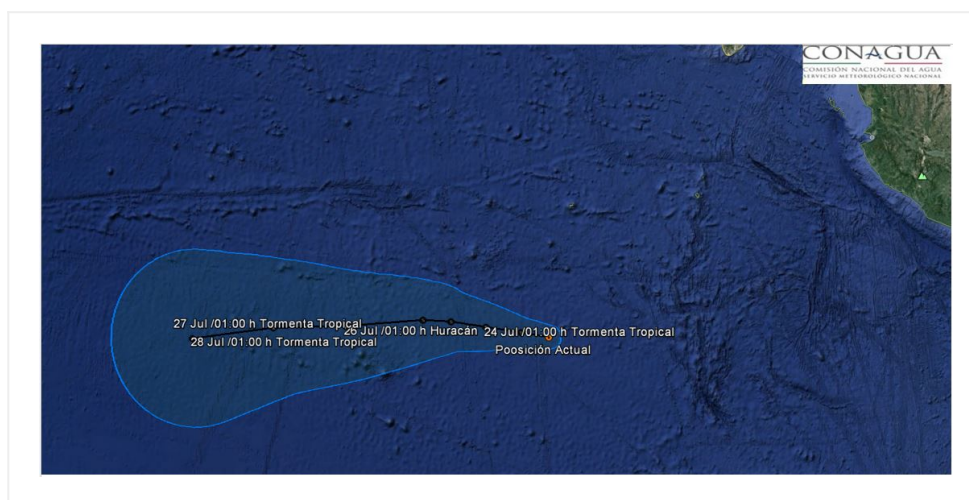 CONAGUA
COMISIÓN NACIONAL DEL AGUA
SERVICIO METEOROLÓGICO NACIONAL
27 Jul /01:00 h Tormenta Tropical
26 Jul /01:00 h Huracán
24 Jul /01:00 h Tormenta Tropical
28 Jul /01:00 h Tormenta Tropical
Poosición Actual